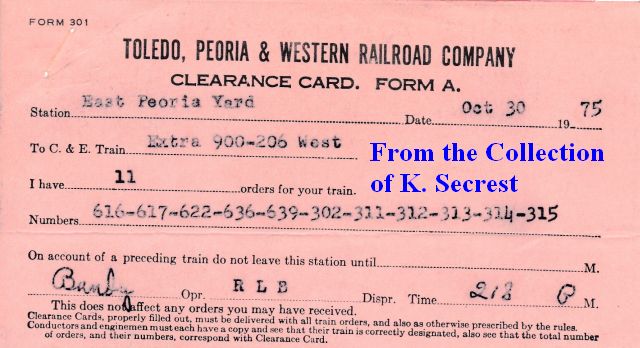 FORM 301
TOLEDO, PEORIA & WESTERN RAILROAD COMPANY
CLEARANCE CARD. FORM A.
Station East Peoria Yard Date Oct 30 1975
To C. & E. Train Extra 900-206 West
From the Collection
of K. Secrest
I have 11 orders for your train.
Numbers 616-617-622-636-639-302-311-312-313-314-315
On account of a preceding train do not leave this station until M.
Bandy Opr. R L B Dispr. Time 218 P M.
This does not affect any orders you may have received.
Clearance Cards, properly filled out, must be delivered with all train orders, and also as otherwise prescribed by the rules.
Conductors and enginemen must each have a copy and see that their train is correctly designated, also see that the total number
of orders, and their numbers, correspond with Clearance Card.